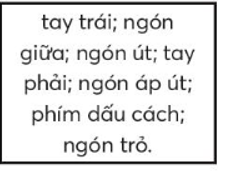 tay trái; ngón
giữa; ngón út; tay
phải; ngón áp út;
phím dấu cách;
ngón trỏ.